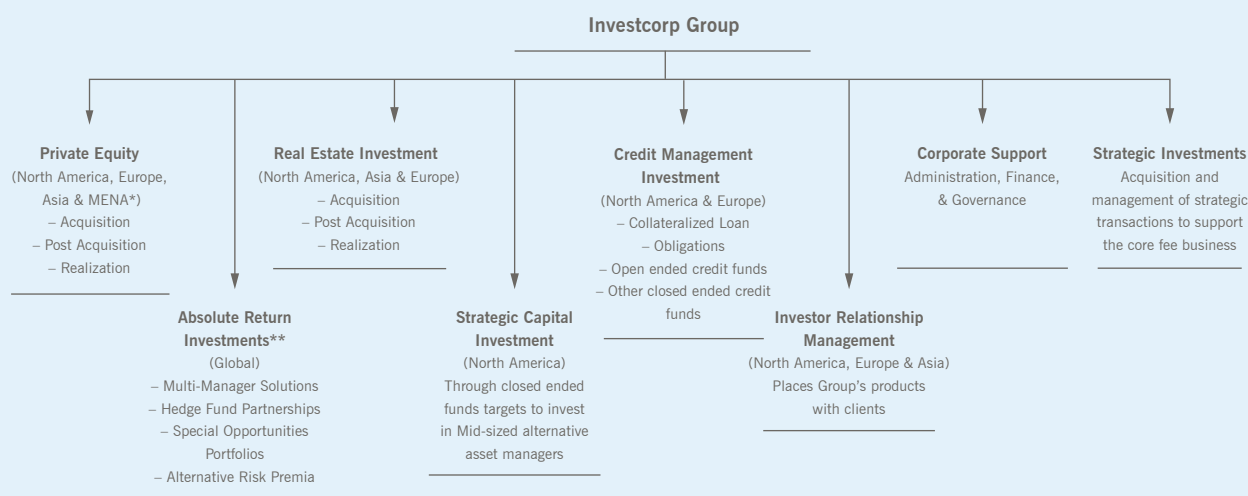 Investcorp Group
Private Equity
(North America, Europe,
Asia & MENA*)
– Acquisition
– Post Acquisition
– Realization
Absolute Return
Investments**
(Global)
– Multi-Manager Solutions
– Hedge Fund Partnerships
– Special Opportunities
Portfolios
– Alternative Risk Premia
Real Estate Investment
(North America, Asia & Europe)
– Acquisition
– Post Acquisition
– Realization
Strategic Capital
Investment
(North America)
Through closed ended
funds targets to invest
in Mid-sized alternative
asset managers
Credit Management
Investment
(North America & Europe)
– Collateralized Loan
– Obligations
– Open ended credit funds
– Other closed ended credit
funds
Investor Relationship
Management
(North America, Europe & Asia)
Places Group's products
with clients
Corporate Support
Administration, Finance,
& Governance
Strategic Investments
Acquisition and
management of strategic
transactions to support
the core fee business